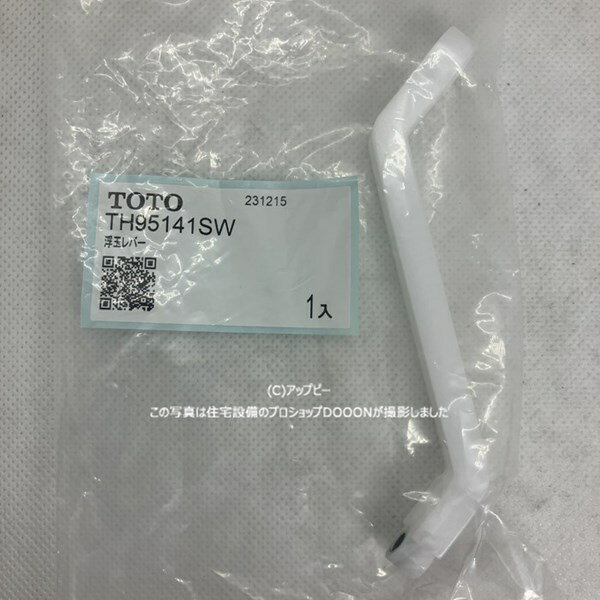 TOTO 231215
TH95141SW
浮玉レバー
1入
(C)アップビー
この写真は住宅設備のプロショップDOOONが撮影しました